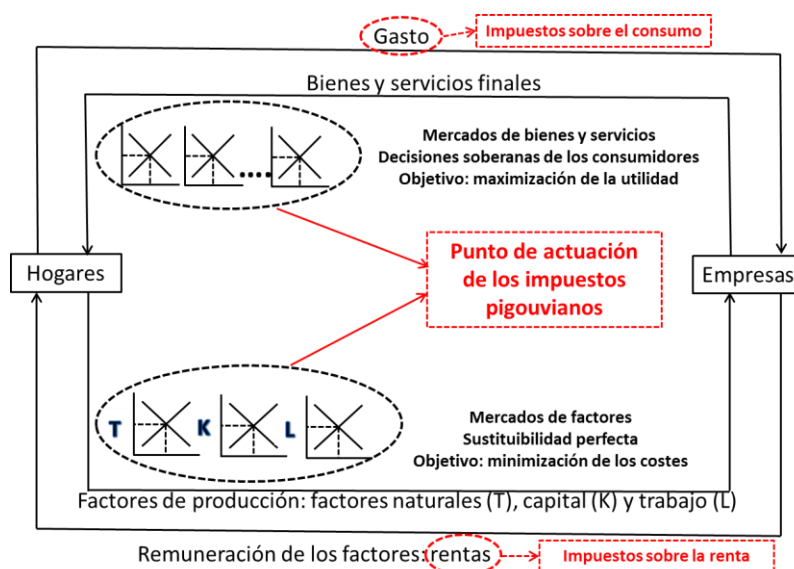 Gasto
Impuestos sobre el consumo
Bienes y servicios finales
Mercados de bienes y servicios
Decisiones soberanas de los consumidores
Objetivo: maximización de la utilidad
....
Punto de actuación
de los impuestos
pigouvianos
Hogares
Empresas
T K L
Mercados de factores
Sustituibilidad perfecta
Objetivo: minimización de los costes
Factores de producción: factores naturales (T), capital (K) y trabajo (L)
Remuneración de los factores: rentas
Impuestos sobre la renta